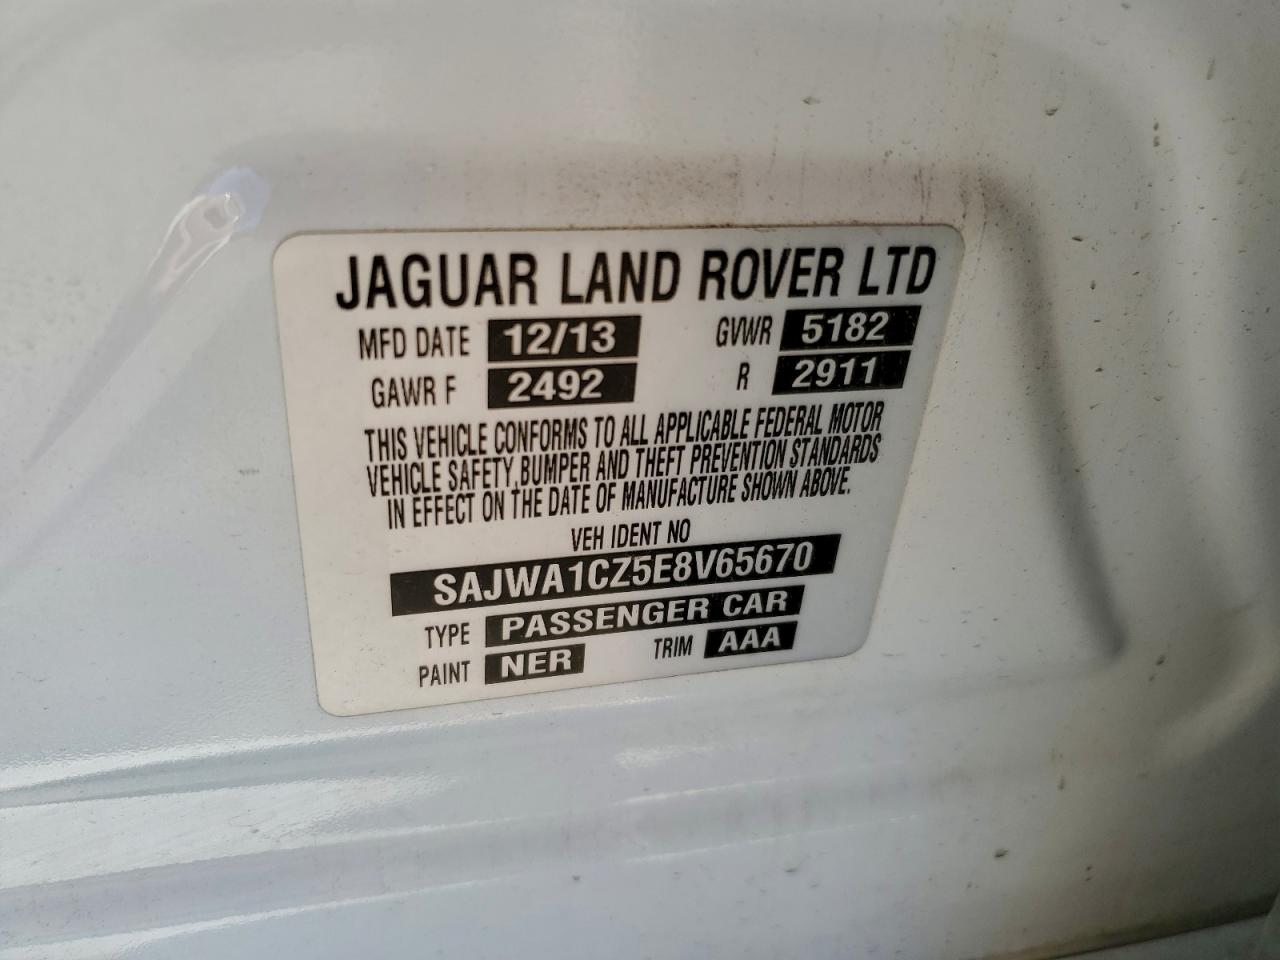 JAGUAR LAND ROVER LTD
MFD DATE 12/13 GVWR 5182
GAWR F 2492 R 2911
THIS VEHICLE CONFORMS TO ALL APPLICABLE FEDERAL MOTOR
VEHICLE SAFETY, BUMPER AND THEFT PREVENTION STANDARDS
IN EFFECT ON THE DATE OF MANUFACTURE SHOWN ABOVE.
VEH IDENT NO
SAJWA1CZ5E8V65670
TYPE PASSENGER CAR
PAINT NER TRIM AAA